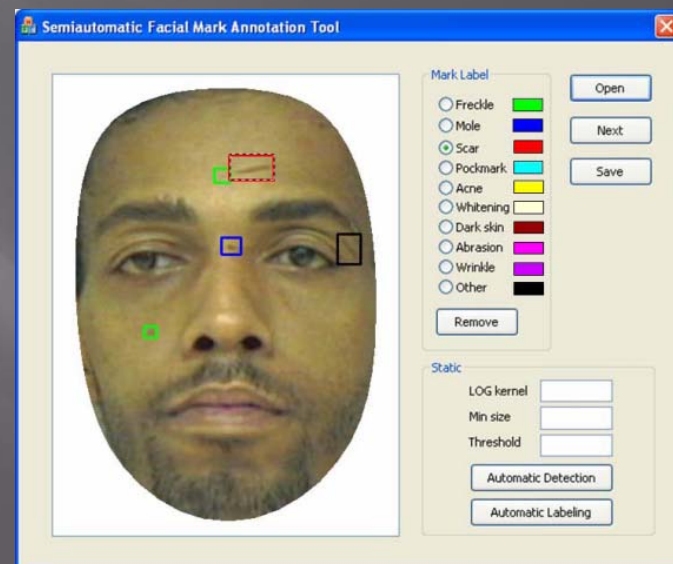 Semiautomatic Facial Mark Annotation Tool
Mark Label
Freckle
Mole
Scar
Pockmark
Acne
Whitening
Dark skin
Abrasion
Wrinkle
Other
Remove
Open
Next
Save
Static
LOG kernel
Min size
Threshold
Automatic Detection
Automatic Labeling